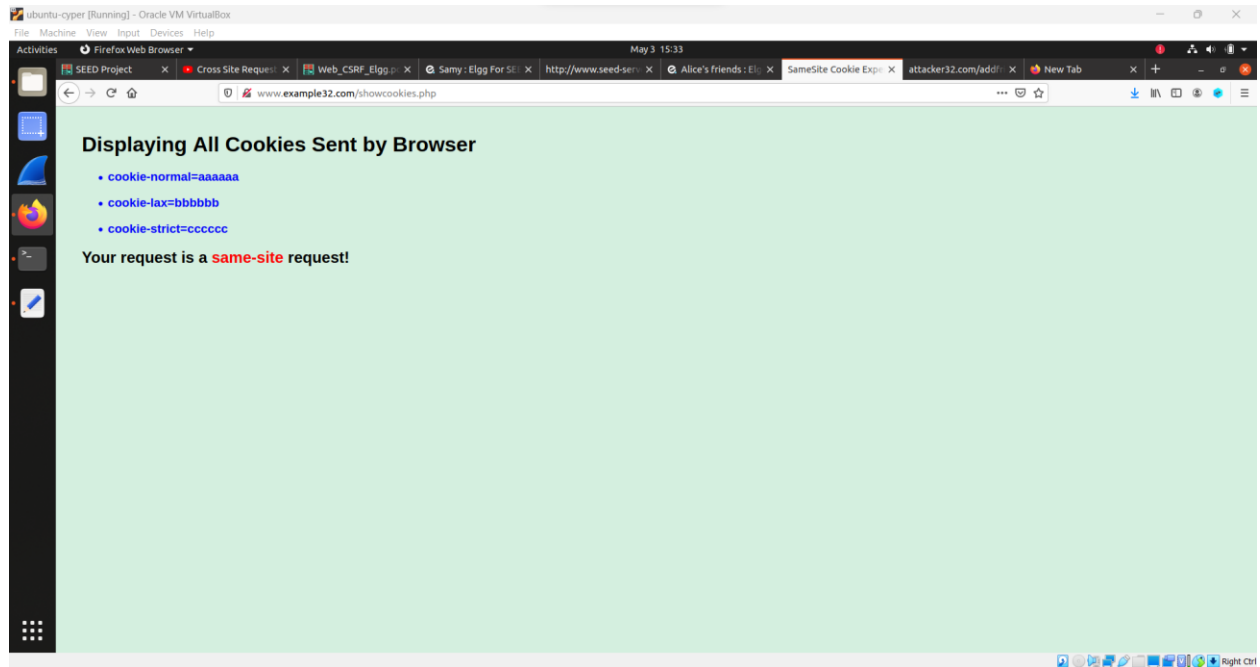 ubuntu-cyper [Running] - Oracle VM VirtualBox
File Machine View Input Devices Help
Activities Firefox Web Browser May 3 15:33
SEED Project Cross Site Request Web_CSRF_Elgg.p Samy : Elgg For SE http://www.seed-serv Alice's friends : Elg SameSite Cookie Expe attacker32.com/addfr New Tab
www.example32.com/showcookies.php
Displaying All Cookies Sent by Browser
• cookie-normal=aaaaaa
• cookie-lax=bbbbbb
• cookie-strict=cccccc
Your request is a same-site request!
Right Ctrl